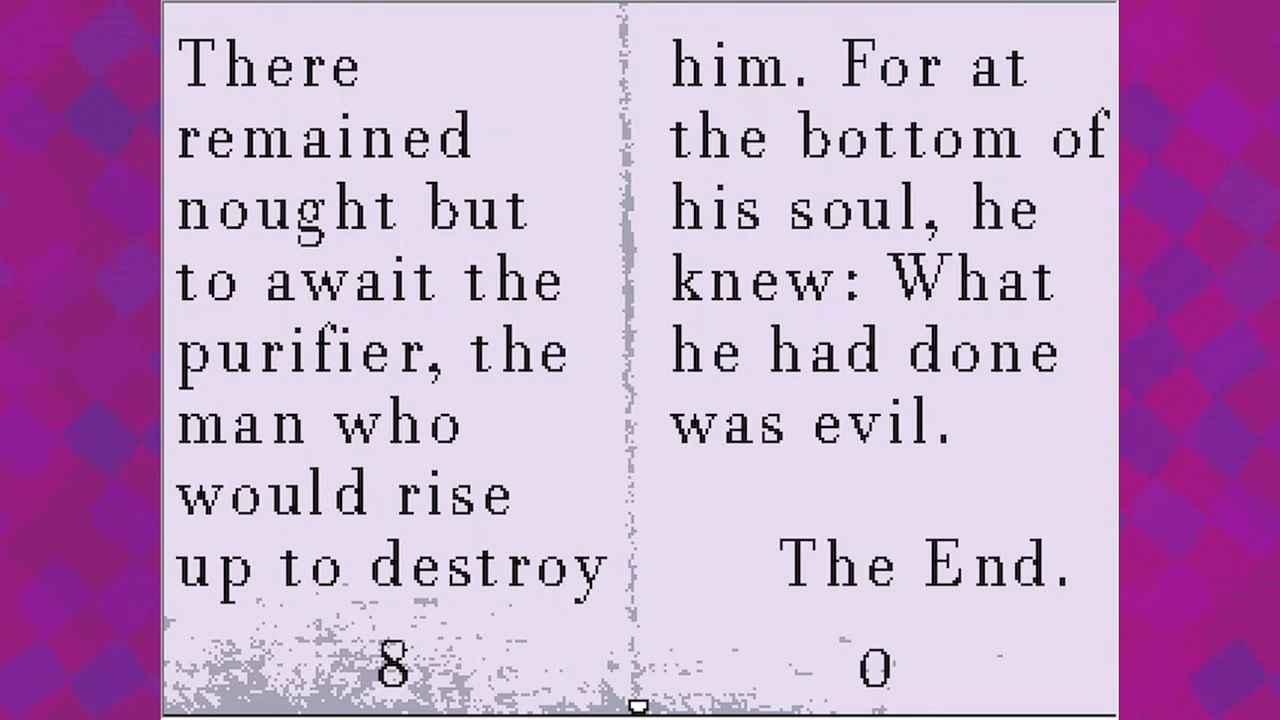 There
remained
nought but
to await the
purifier, the
man who
would rise
up to destroy
8
him. For at
the bottom of
his soul, he
knew: What
he had done
was evil.
The End.
0